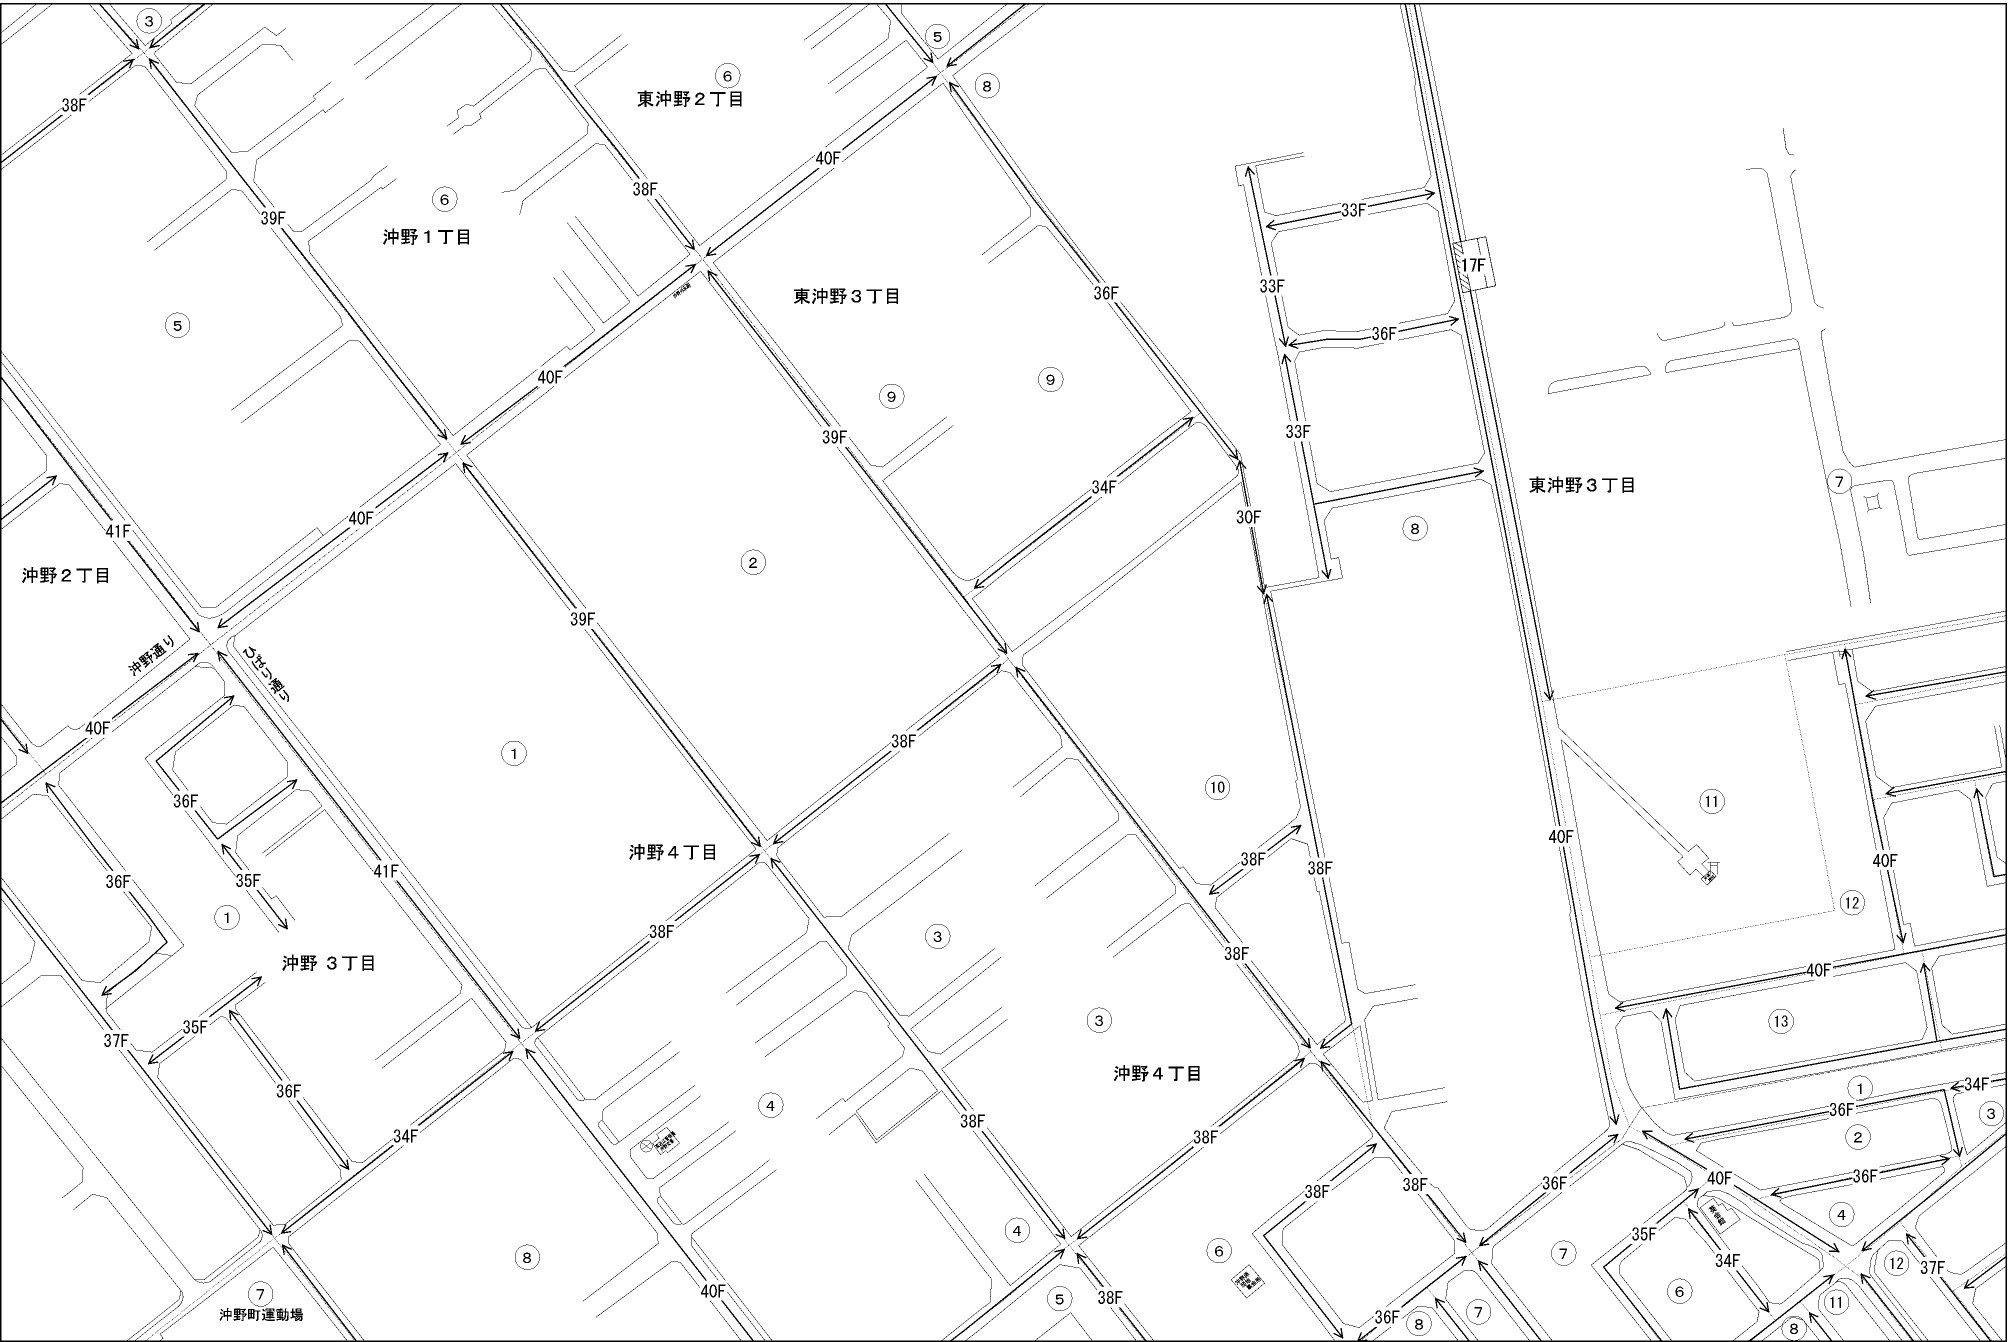 ③
⑤
⑥
⑧
東沖野２丁目
38F
40F
38F
33F
39F
⑥
沖野１丁目
17F
33F
36F
東沖野３丁目
⑤
36F
40F
⑨
⑨
39F
33F
34F
⑦
東沖野３丁目
40F
30F
⑧
41F
②
沖野２丁目
39F
沖野通り
ひばり通り
40F
38F
①
⑩
36F
⑪
40F
沖野４丁目
38F
40F
38F
41F
36F
35F
⑫
①
38F
③
38F
沖野 ３丁目
40F
35F
③
⑬
37F
沖野４丁目
34F
36F
①
④
36F
③
38F
34F
38F
②
36F
40F
38F
38F
36F
④
④
35F
⑥
⑦
⑧
34F
⑫
37F
40F
⑦
38F
⑤
⑥
⑪
沖野町運動場
36F
⑧
⑦
⑧